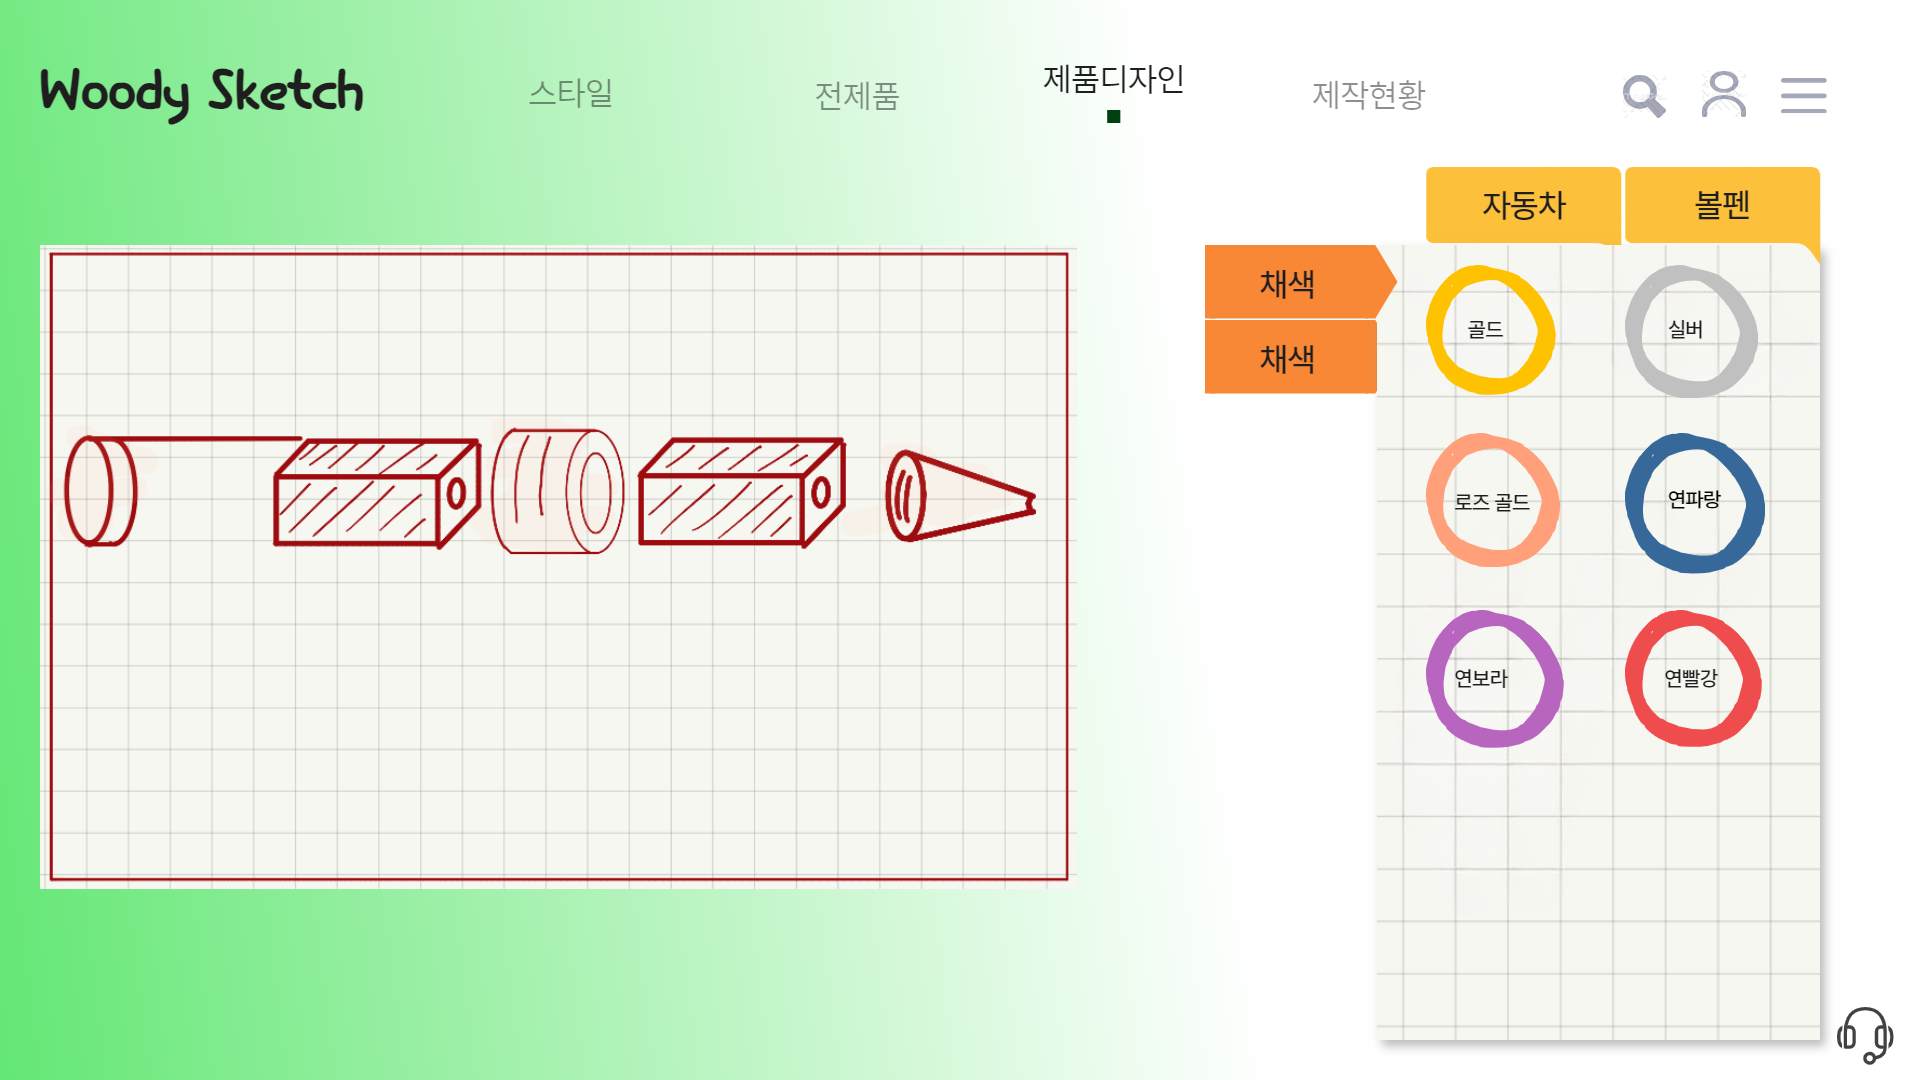 Woody Sketch
스타일
전제품
제품디자인
제작현황
자동차
볼펜
채색
채색
골드
실버
로즈 골드
연파랑
연보라
연빨강